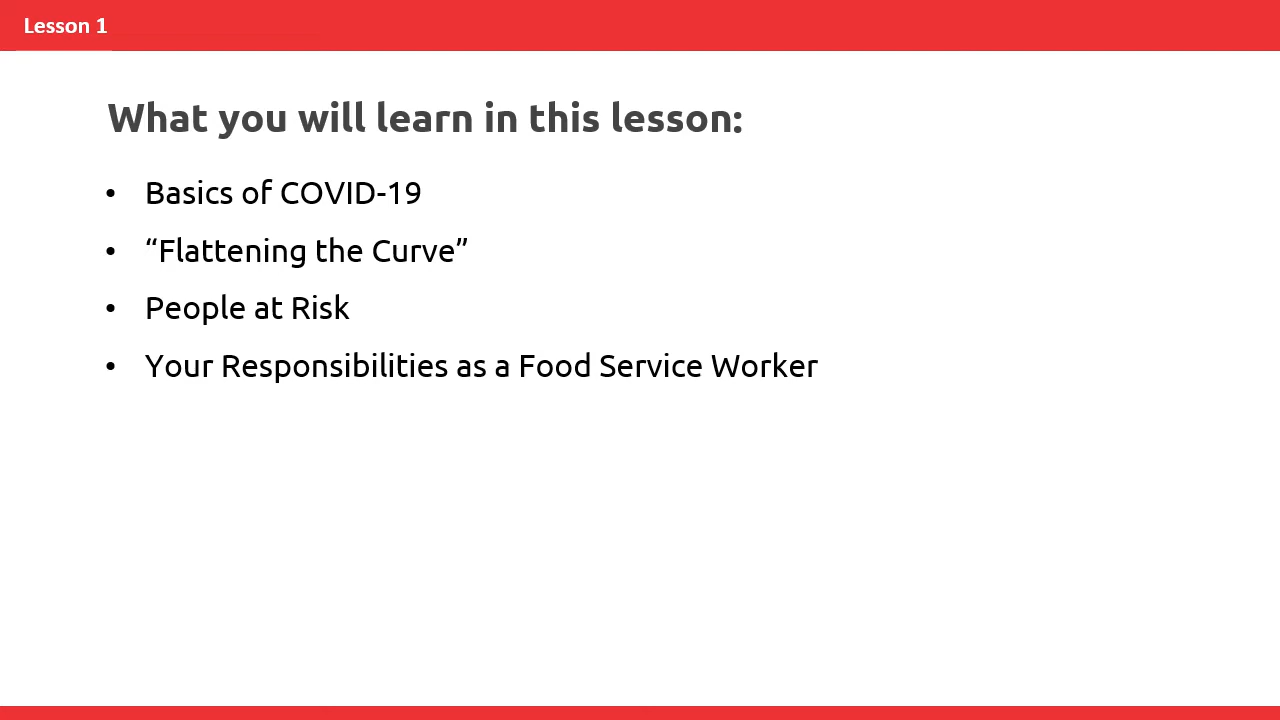 Lesson 1
What you will learn in this lesson:
• Basics of COVID-19
• “Flattening the Curve”
• People at Risk
• Your Responsibilities as a Food Service Worker